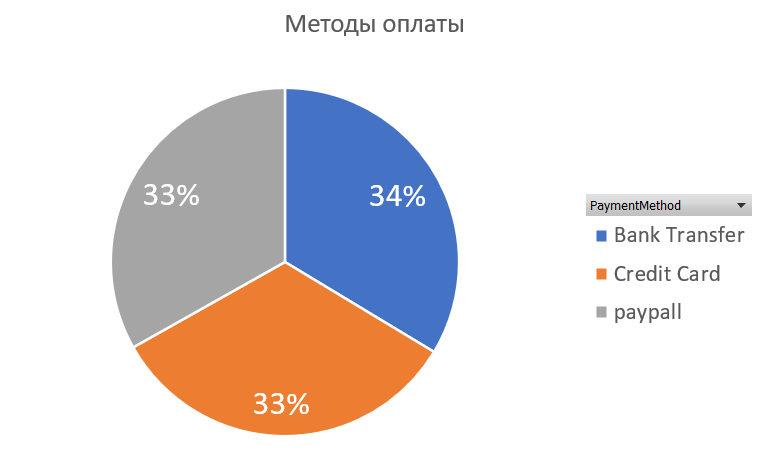 Методы оплаты
33%
34%
33%
PaymentMethod
Bank Transfer
Credit Card
paypall